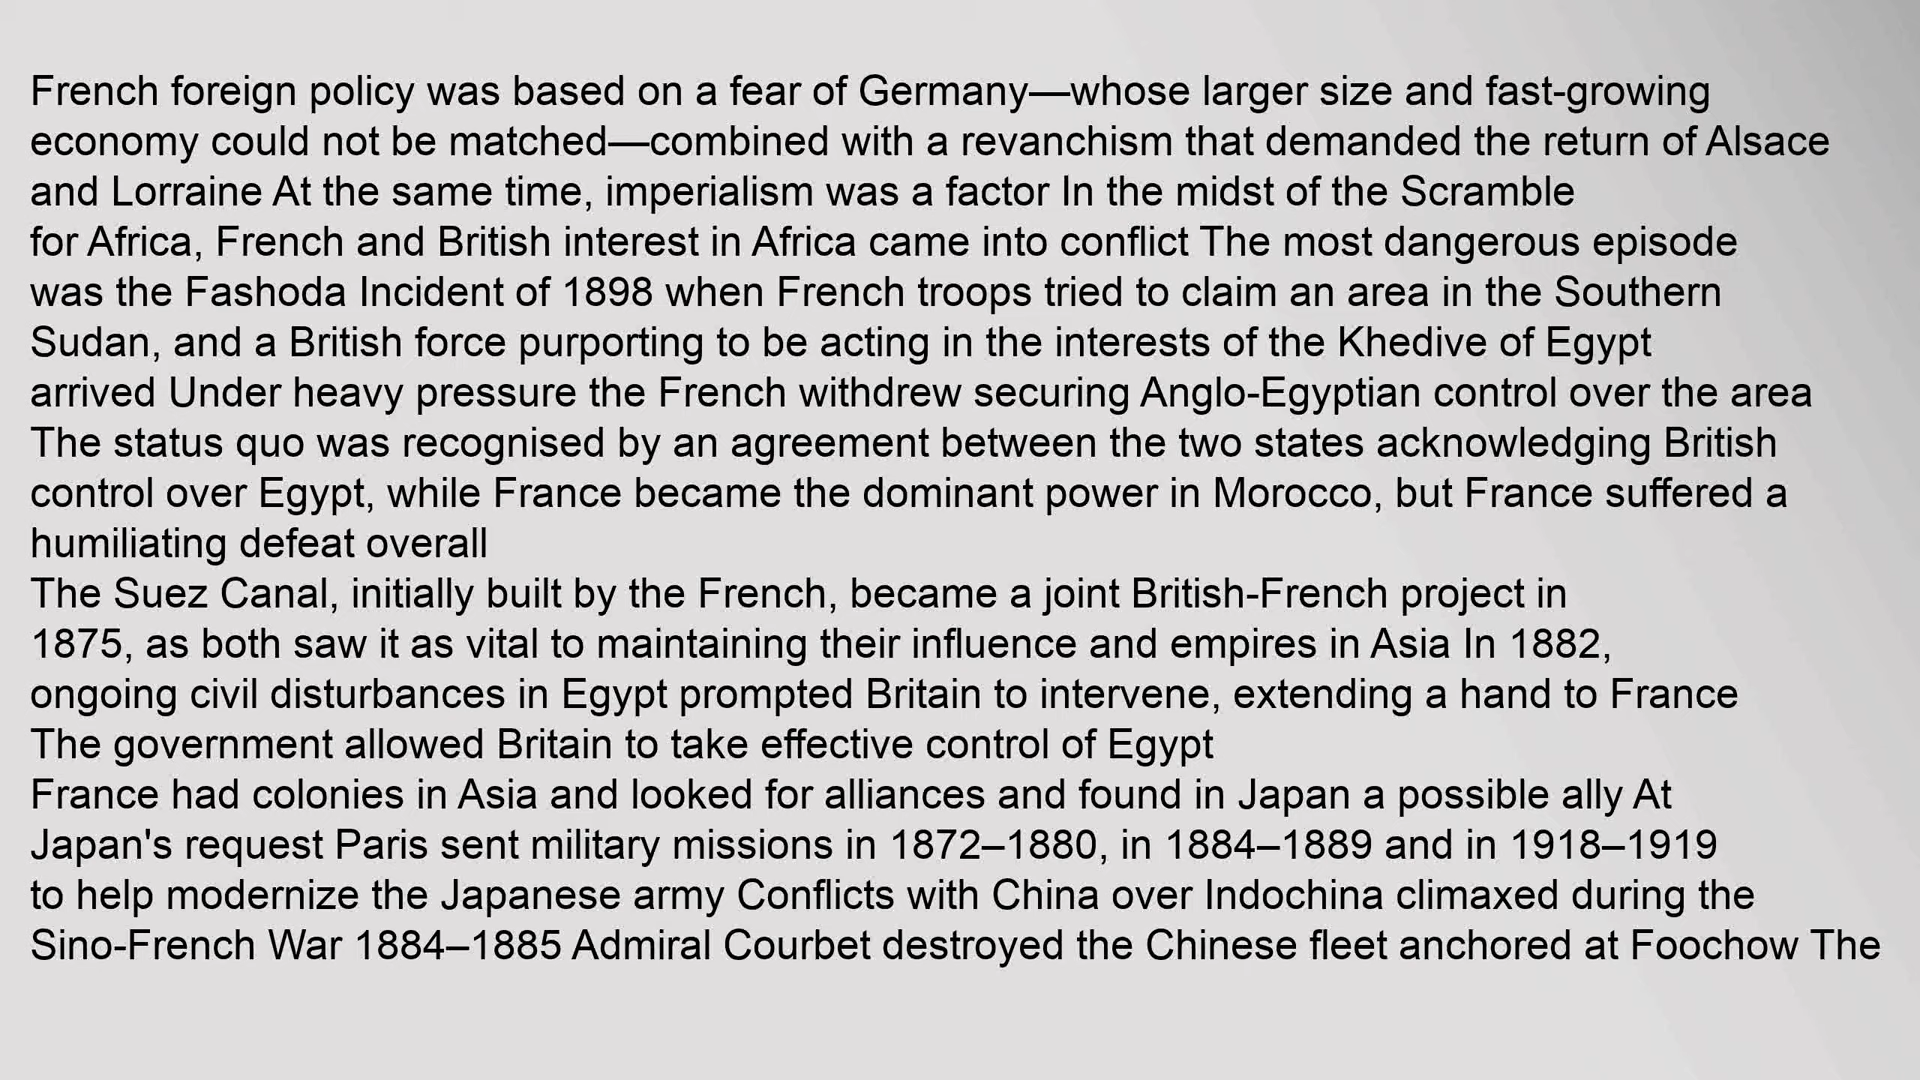 French foreign policy was based on a fear of Germany—whose larger size and fast-growing
economy could not be matched—combined with a revanchism that demanded the return of Alsace
and Lorraine At the same time, imperialism was a factor In the midst of the Scramble
for Africa, French and British interest in Africa came into conflict The most dangerous episode
was the Fashoda Incident of 1898 when French troops tried to claim an area in the Southern
Sudan, and a British force purporting to be acting in the interests of the Khedive of Egypt
arrived Under heavy pressure the French withdrew securing Anglo-Egyptian control over the area
The status quo was recognised by an agreement between the two states acknowledging British
control over Egypt, while France became the dominant power in Morocco, but France suffered a
humiliating defeat overall
The Suez Canal, initially built by the French, became a joint British-French project in
1875, as both saw it as vital to maintaining their influence and empires in Asia In 1882,
ongoing civil disturbances in Egypt prompted Britain to intervene, extending a hand to France
The government allowed Britain to take effective control of Egypt
France had colonies in Asia and looked for alliances and found in Japan a possible ally At
Japan's request Paris sent military missions in 1872–1880, in 1884–1889 and in 1918–1919
to help modernize the Japanese army Conflicts with China over Indochina climaxed during the
Sino-French War 1884–1885 Admiral Courbet destroyed the Chinese fleet anchored at Foochow The